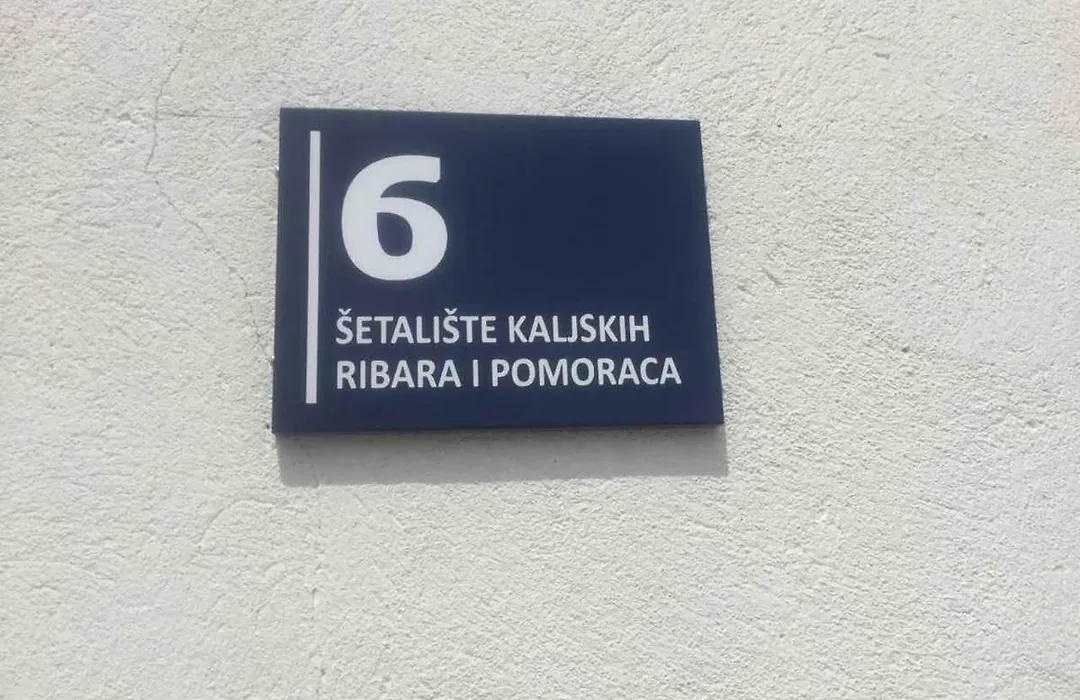 6
ŠETALIŠTE KALJSKIH
RIBARA I POMORACA